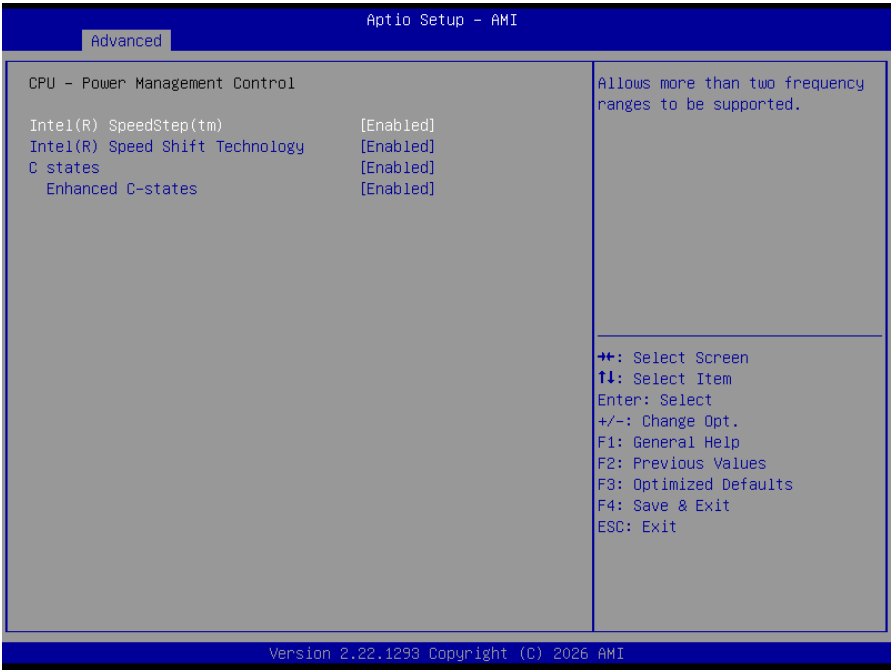 Aptio Setup – AMI
Advanced
CPU – Power Management Control
Intel(R) SpeedStep(tm) [Enabled]
Intel(R) Speed Shift Technology [Enabled]
C states [Enabled]
Enhanced C-states [Enabled]
Allows more than two frequency
ranges to be supported.
→←: Select Screen
↑↓: Select Item
Enter: Select
+/-: Change Opt.
F1: General Help
F2: Previous Values
F3: Optimized Defaults
F4: Save & Exit
ESC: Exit
Version 2.22.1293 Copyright (C) 2026 AMI